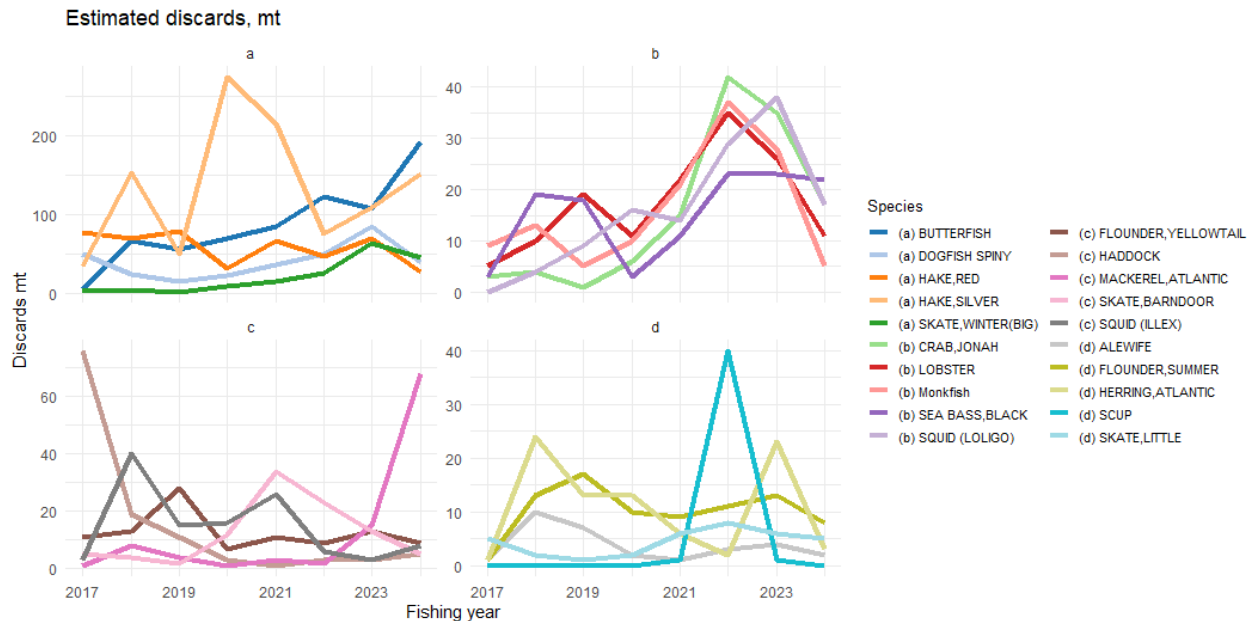 Estimated discards, mt
a
b
200
100
0
40
30
20
10
0
c
d
60
40
20
0
40
30
20
10
0
2017
2019
2021
2023
2017
2019
2021
2023
Discards mt
Fishing year
Species
(a) BUTTERFISH
(a) DOGFISH SPINY
(a) HAKE,RED
(a) HAKE,SILVER
(a) SKATE,WINTER(BIG)
(b) CRAB,JONAH
(b) LOBSTER
(b) Monkfish
(b) SEA BASS,BLACK
(b) SQUID (LOLIGO)
(c) FLOUNDER,YELLOWTAIL
(c) HADDOCK
(c) MACKEREL,ATLANTIC
(c) SKATE,BARNDOOR
(c) SQUID (ILLEX)
(d) ALEWIFE
(d) FLOUNDER,SUMMER
(d) HERRING,ATLANTIC
(d) SCUP
(d) SKATE,LITTLE